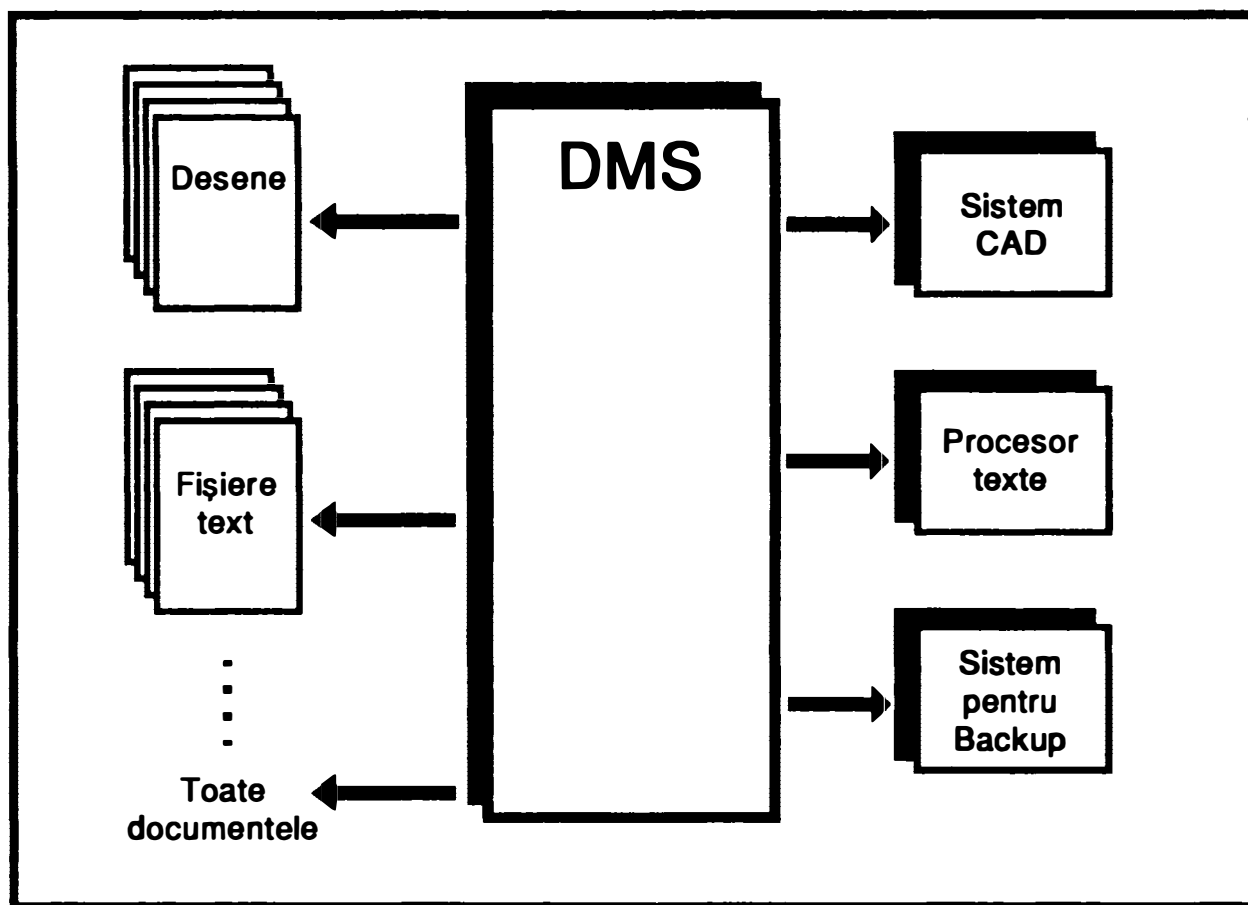 Desene
DMS
Sistem
CAD
Fişiere
text
Procesor
texte
Sistem
pentru
Backup
Toate
documentele